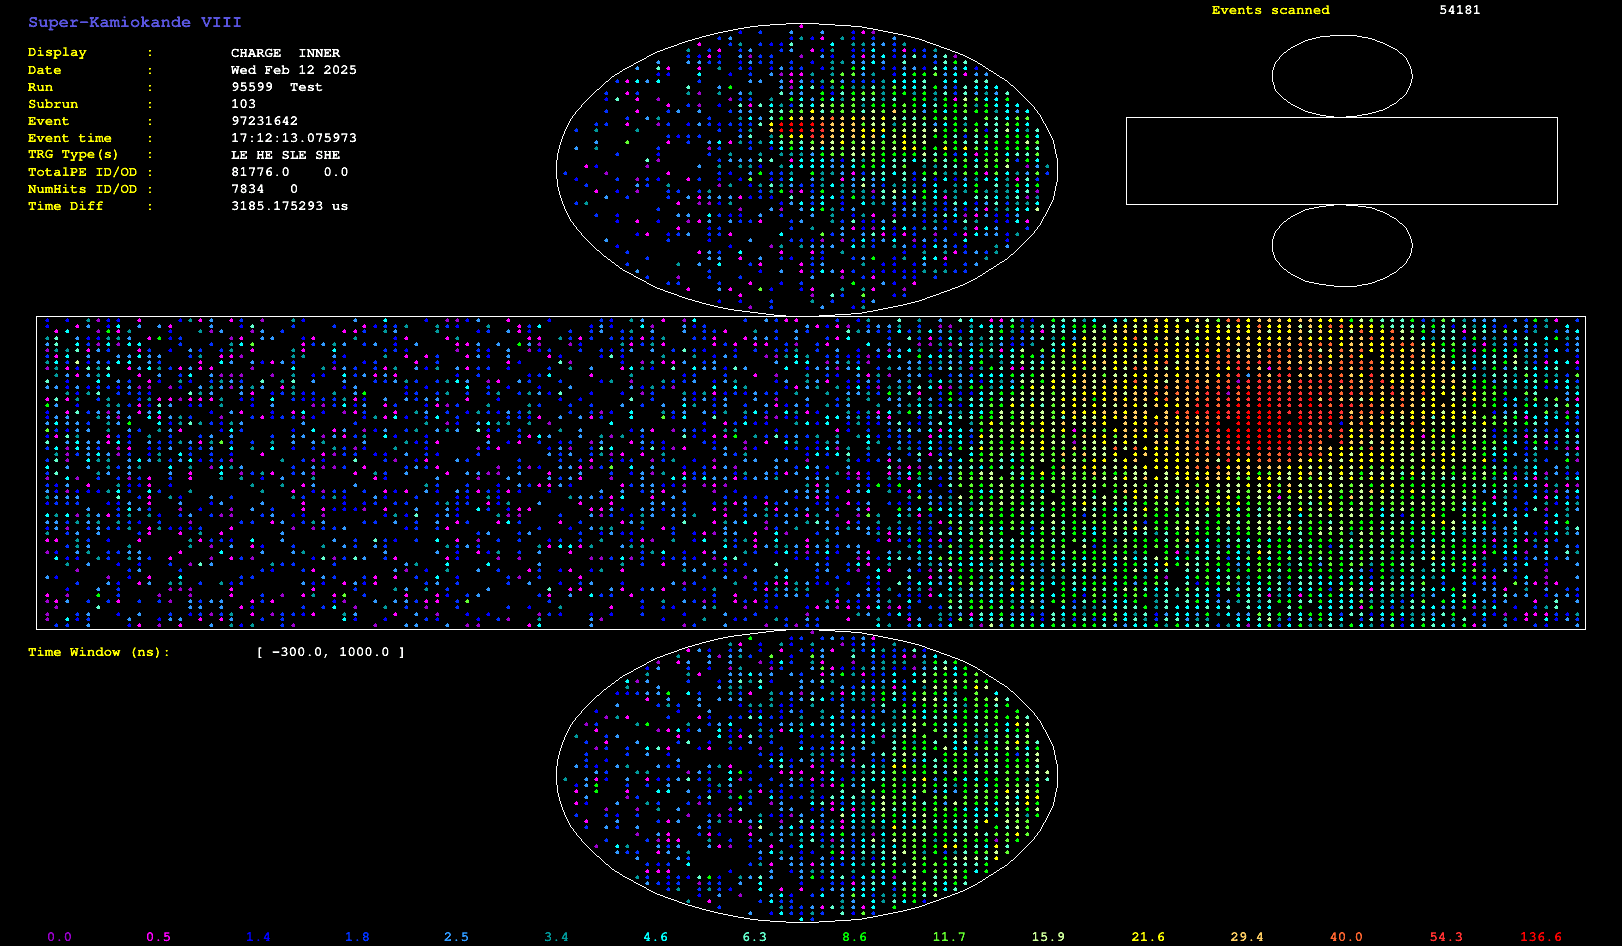 Super-Kamiokande VIII
Events scanned 54181
Display : CHARGE INNER
Date : Wed Feb 12 2025
Run : 95599 Test
Subrun : 103
Event : 97231642
Event time : 17:12:13.075973
TRG Type(s) : LE HE SLE SHE
TotalPE ID/OD : 81776.0 0.0
NumHits ID/OD : 7834 0
Time Diff : 3185.175293 us
Time Window (ns): [ -300.0, 1000.0 ]
0.0 0.5 1.4 1.8 2.5 3.4 4.6 6.3 8.6 11.7 15.9 21.6 29.4 40.0 54.3 136.6